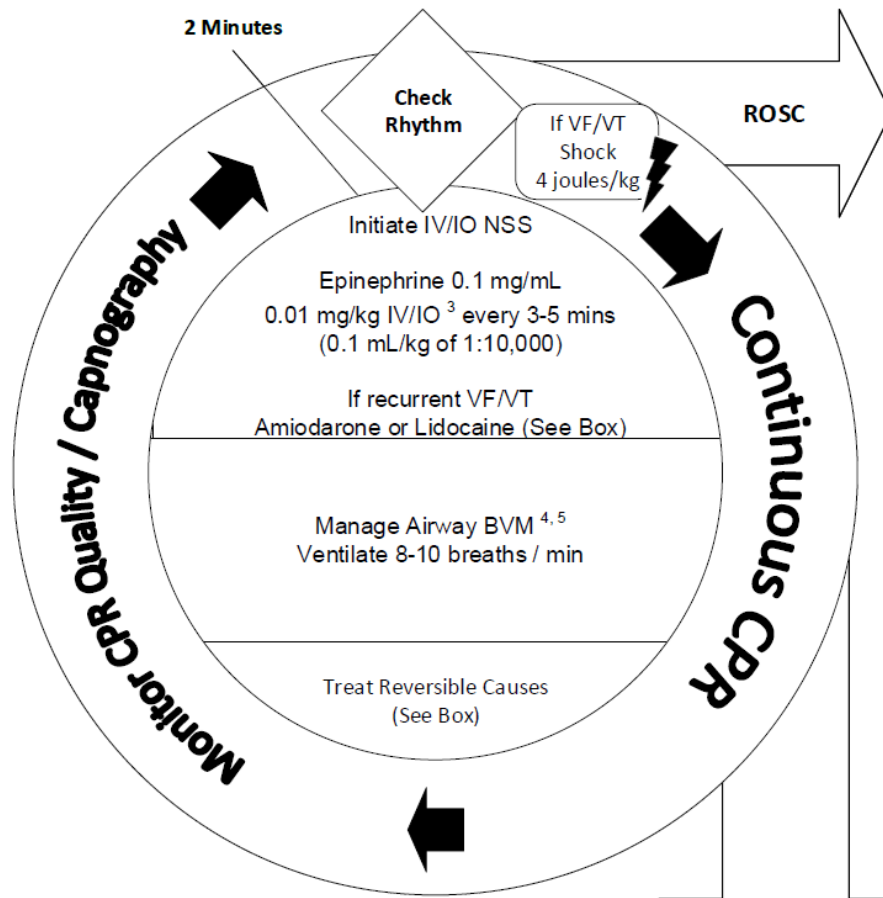 2 Minutes
Check
Rhythm
If VF/VT
Shock
4 joules/kg
ROSC
Initiate IV/IO NSS
Epinephrine 0.1 mg/mL
0.01 mg/kg IV/IO 3 every 3-5 mins
(0.1 mL/kg of 1:10,000)
If recurrent VF/VT
Amiodarone or Lidocaine (See Box)
Manage Airway BVM 4, 5
Ventilate 8-10 breaths / min
Treat Reversible Causes
(See Box)
Continuous CPR
Monitor CPR Quality / Capnography